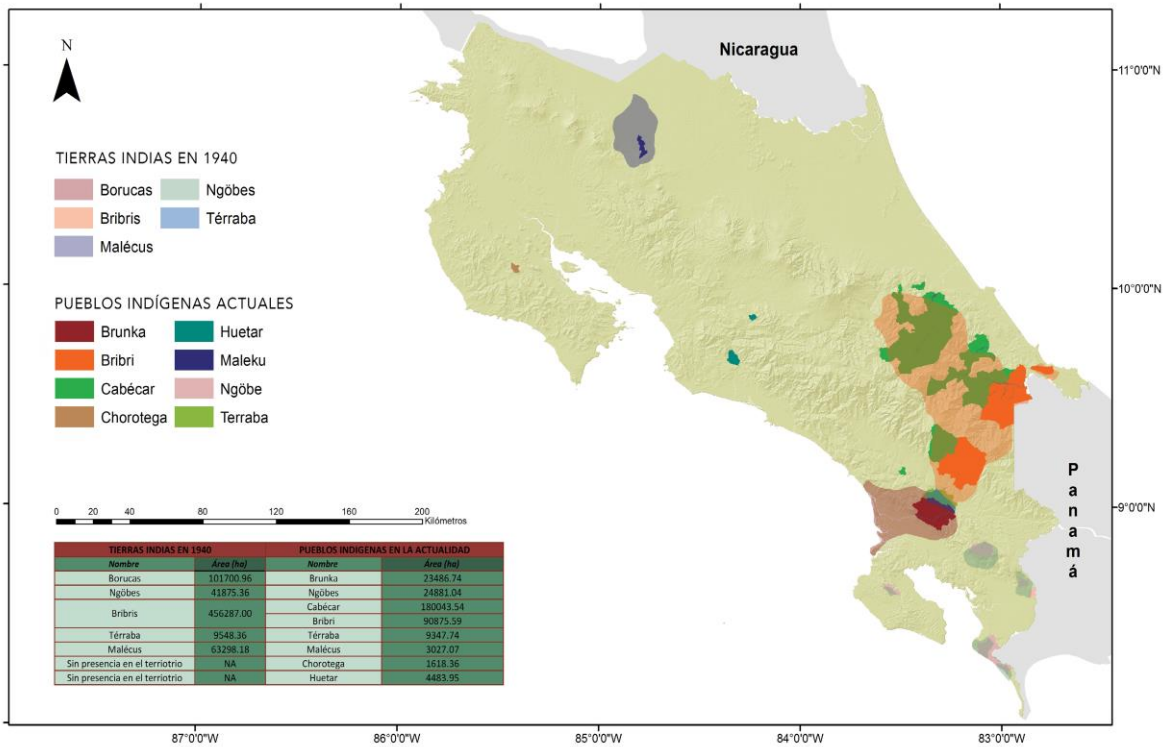 Nicaragua
N
11°0'0"N
TIERRAS INDIAS EN 1940
Borucas Ngöbes
Bribris Térraba
Malécus
10°0'0"N
PUEBLOS INDÍGENAS ACTUALES
Brunka Huetar
Bribri Maleku
Cabécar Ngöbe
Chorotega Terraba
Panamá
9°0'0"N
0 10 20 40 80 120 160 200
Kilómetros
TIERRAS INDIAS EN 1940 PUEBLOS INDIGENAS EN LA ACTUALIDAD
Nombre Área (ha) Nombre Área (ha)
Borucas 101700.96 Brunka 23486.74
Ngöbes 41875.36 Ngöbes 24881.04
Bribris 456287.00 Cabécar 180043.54
Bribri 90875.59
Térraba 9548.36 Térraba 9347.74
Malécus 63298.18 Malécus 3027.07
Sin presencia en el terriotrio NA Chorotega 1618.36
Sin presencia en el terriotrio NA Huetar 4483.95
87°0'0"W 86°0'0"W 85°0'0"W 84°0'0"W 83°0'0"W